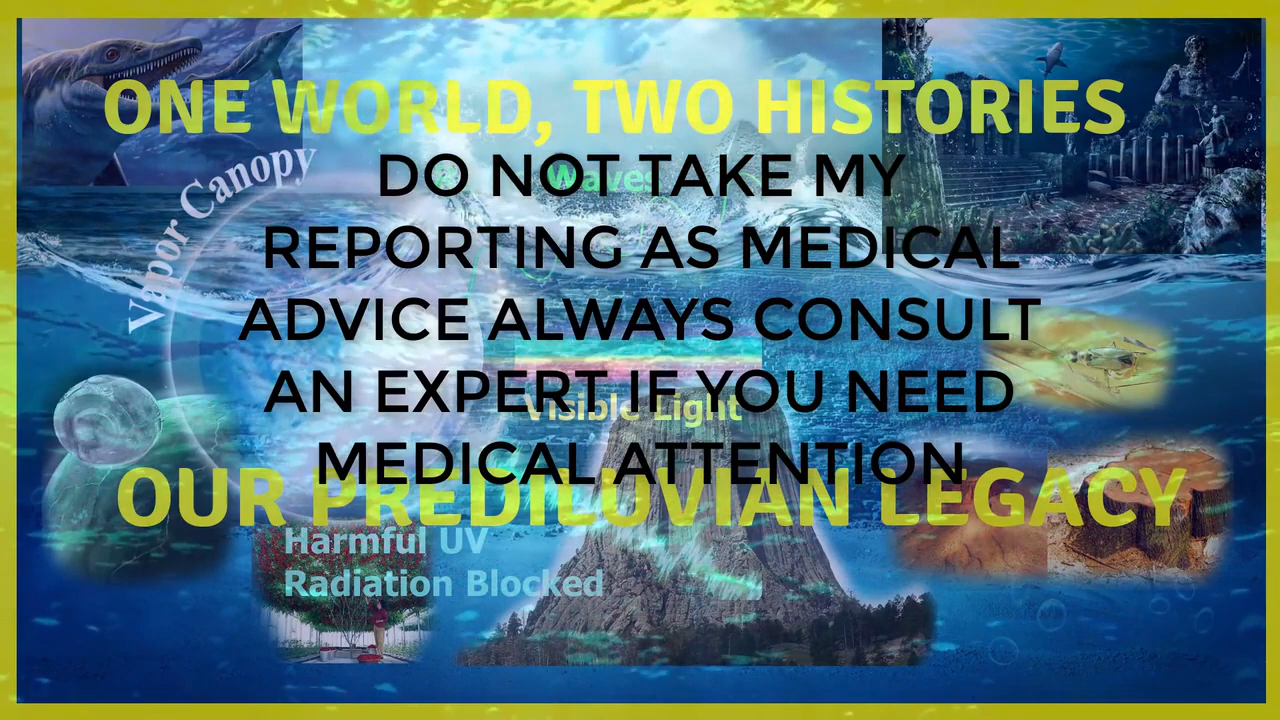 ONE WORLD, TWO HISTORIES
Vapor Canopy
Waves
DO NOT TAKE MY
REPORTING AS MEDICAL
ADVICE ALWAYS CONSULT
AN EXPERT IF YOU NEED
Visible Light
MEDICAL ATTENTION
OUR PREDILUVIAN LEGACY
Harmful UV
Radiation Blocked